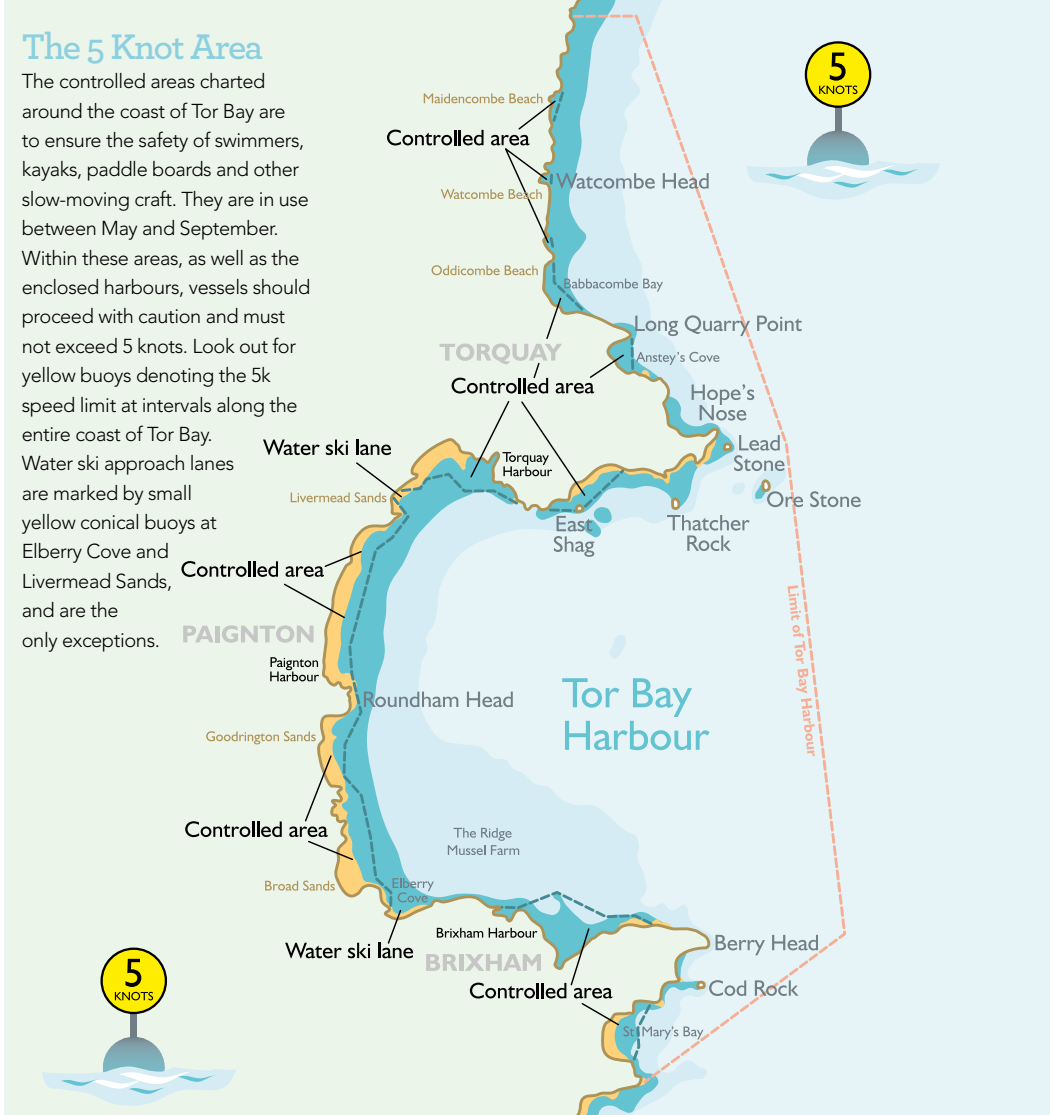 The 5 Knot Area
The controlled areas charted
around the coast of Tor Bay are
to ensure the safety of swimmers,
kayaks, paddle boards and other
slow-moving craft. They are in use
between May and September.
Within these areas, as well as the
enclosed harbours, vessels should
proceed with caution and must
not exceed 5 knots. Look out for
yellow buoys denoting the 5k
speed limit at intervals along the
entire coast of Tor Bay.
Water ski approach lanes
are marked by small
yellow conical buoys at
Elberry Cove and
Livermead Sands,
and are the
only exceptions.
5
KNOTS
Maidencombe Beach
Controlled area
Watcombe Head
Watcombe Beach
Oddicombe Beach
Babbacombe Bay
Long Quarry Point
TORQUAY
Anstey's Cove
Controlled area
Hope's
Nose
Lead
Stone
Water ski lane
Torquay
Harbour
Livermead Sands
Ore Stone
East
Shag
Thatcher
Rock
Controlled area
Limit of Tor Bay Harbour
PAIGNTON
Paignton
Harbour
Roundham Head
Tor Bay
Harbour
Goodrington Sands
Controlled area
The Ridge
Mussel Farm
Broad Sands
Elberry
Cove
Water ski lane
Brixham Harbour
BRIXHAM
Berry Head
Controlled area
Cod Rock
St Mary's Bay
5
KNOTS